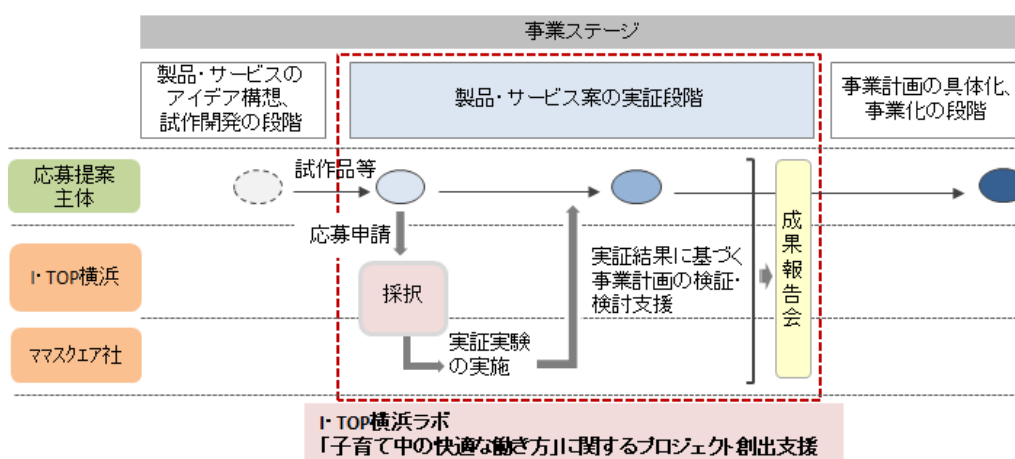 事業ステージ
製品・サービスの
アイデア構想、
試作開発の段階
製品・サービス案の実証段階
事業計画の具体化、
事業化の段階
応募提案
主体
試作品等
応募申請
I・TOP横浜
採択
実証結果に基づく
事業計画の検証・
検討支援
成果報告会
ママスクエア社
実証実験
の実施
I・TOP横浜ラボ
「子育て中の快適な働き方」に関するプロジェクト創出支援